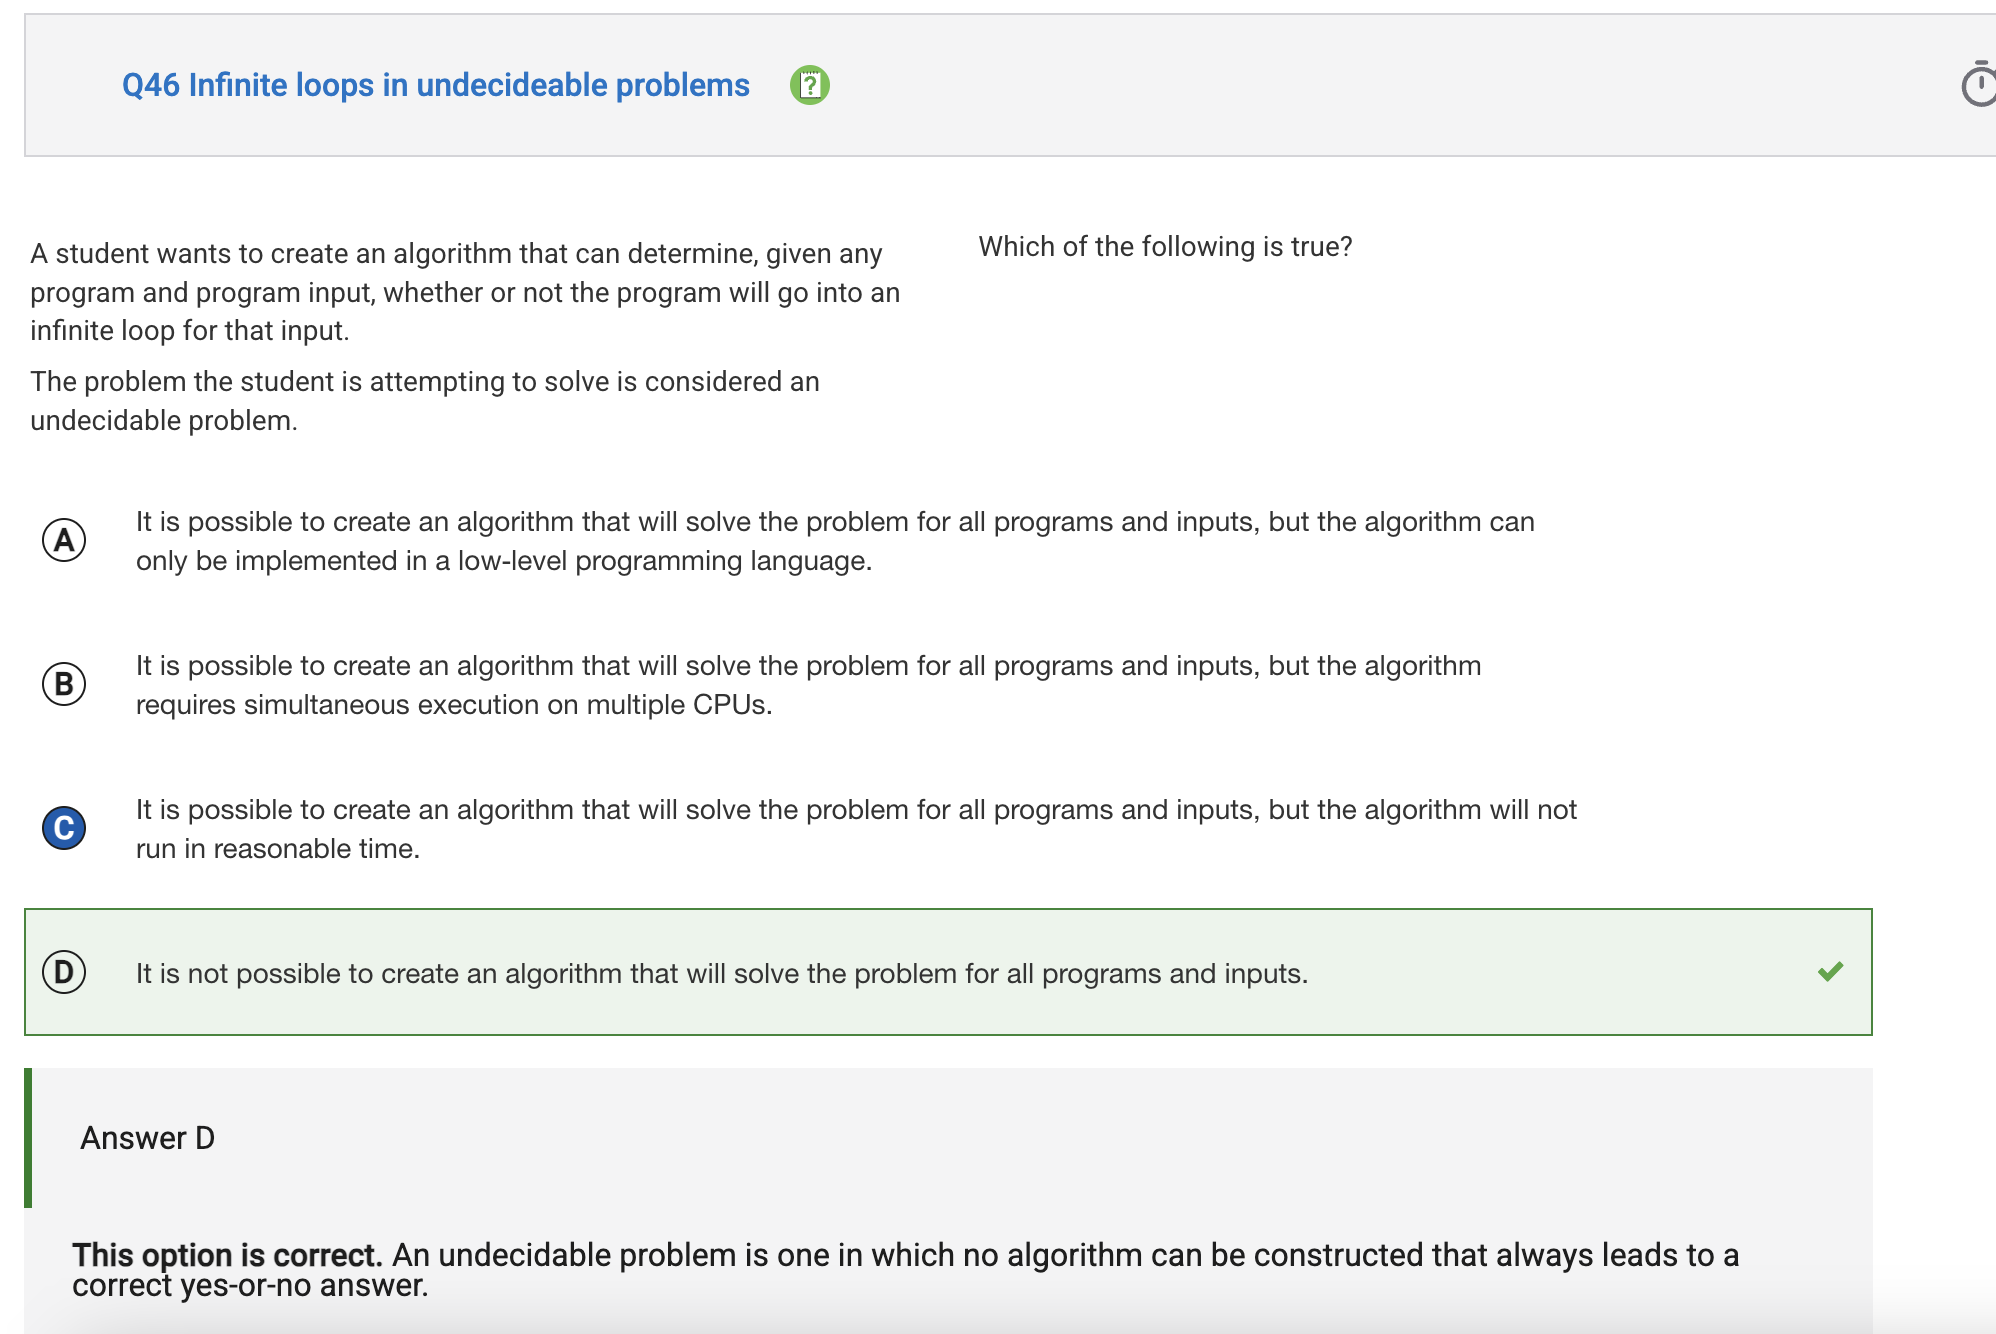 Q46 Infinite loops in undecideable problems
?
A student wants to create an algorithm that can determine, given any
program and program input, whether or not the program will go into an
infinite loop for that input.
The problem the student is attempting to solve is considered an
undecidable problem.
Which of the following is true?
A
It is possible to create an algorithm that will solve the problem for all programs and inputs, but the algorithm can
only be implemented in a low-level programming language.
B
It is possible to create an algorithm that will solve the problem for all programs and inputs, but the algorithm
requires simultaneous execution on multiple CPUs.
C
It is possible to create an algorithm that will solve the problem for all programs and inputs, but the algorithm will not
run in reasonable time.
D
It is not possible to create an algorithm that will solve the problem for all programs and inputs.
Answer D
This option is correct. An undecidable problem is one in which no algorithm can be constructed that always leads to a
correct yes-or-no answer.